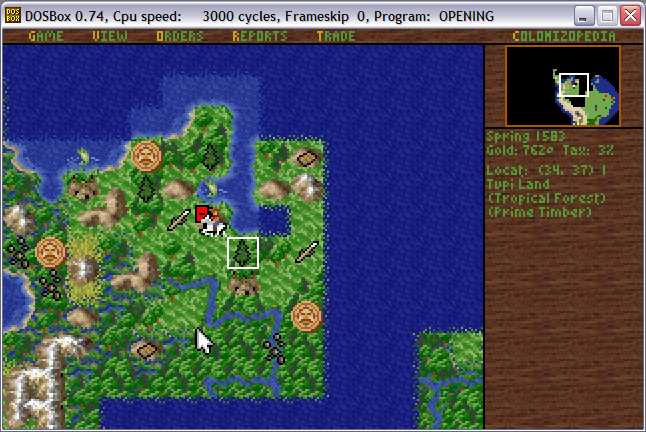 DOSBox 0.74, Cpu speed: 3000 cycles, Frameskip 0, Program: OPENING
GAME VIEW ORDERS REPORTS TRADE COLONIZOPEDIA
Spring 1583
Gold: 762° Tax: 3%
Locat: (34, 37) 1
Tupi Land
(Tropical Forest)
(Prime Timber)